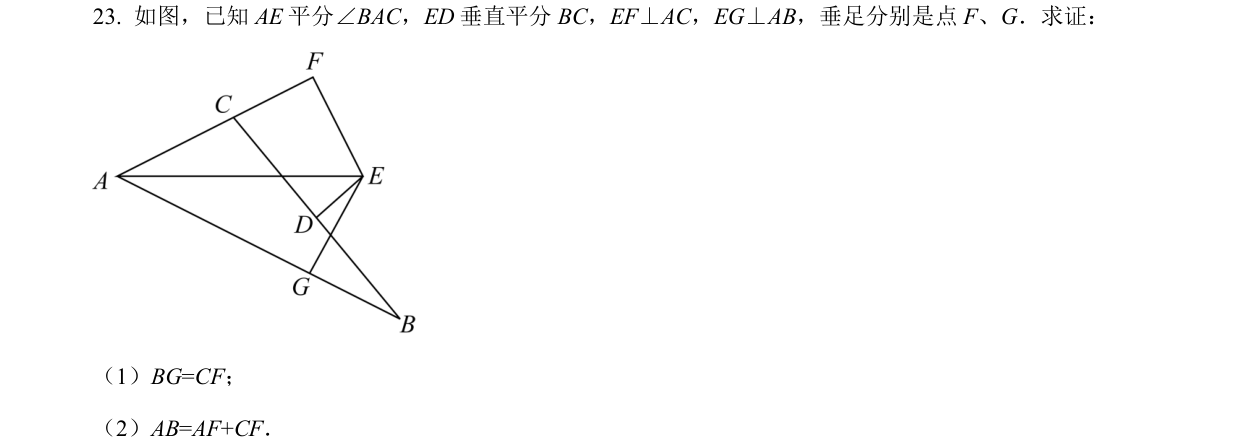 23. 如图，已知 AE 平分∠BAC，ED 垂直平分 BC，EF⊥AC，EG⊥AB，垂足分别是点 F、G．求证：
F
C
A
E
D
G
B
（1）BG=CF；
（2）AB=AF+CF．